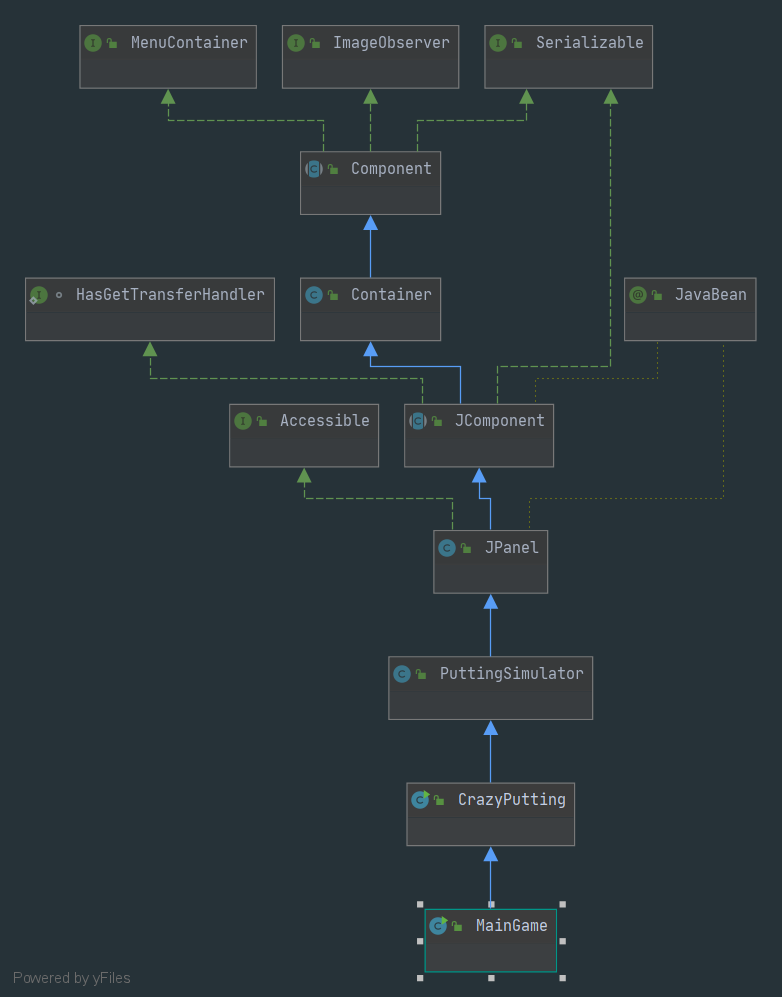 MenuContainer
ImageObserver
Serializable
Component
HasGetTransferHandler
Container
JavaBean
Accessible
JComponent
JPanel
PuttingSimulator
CrazyPutting
MainGame
Powered by yFiles